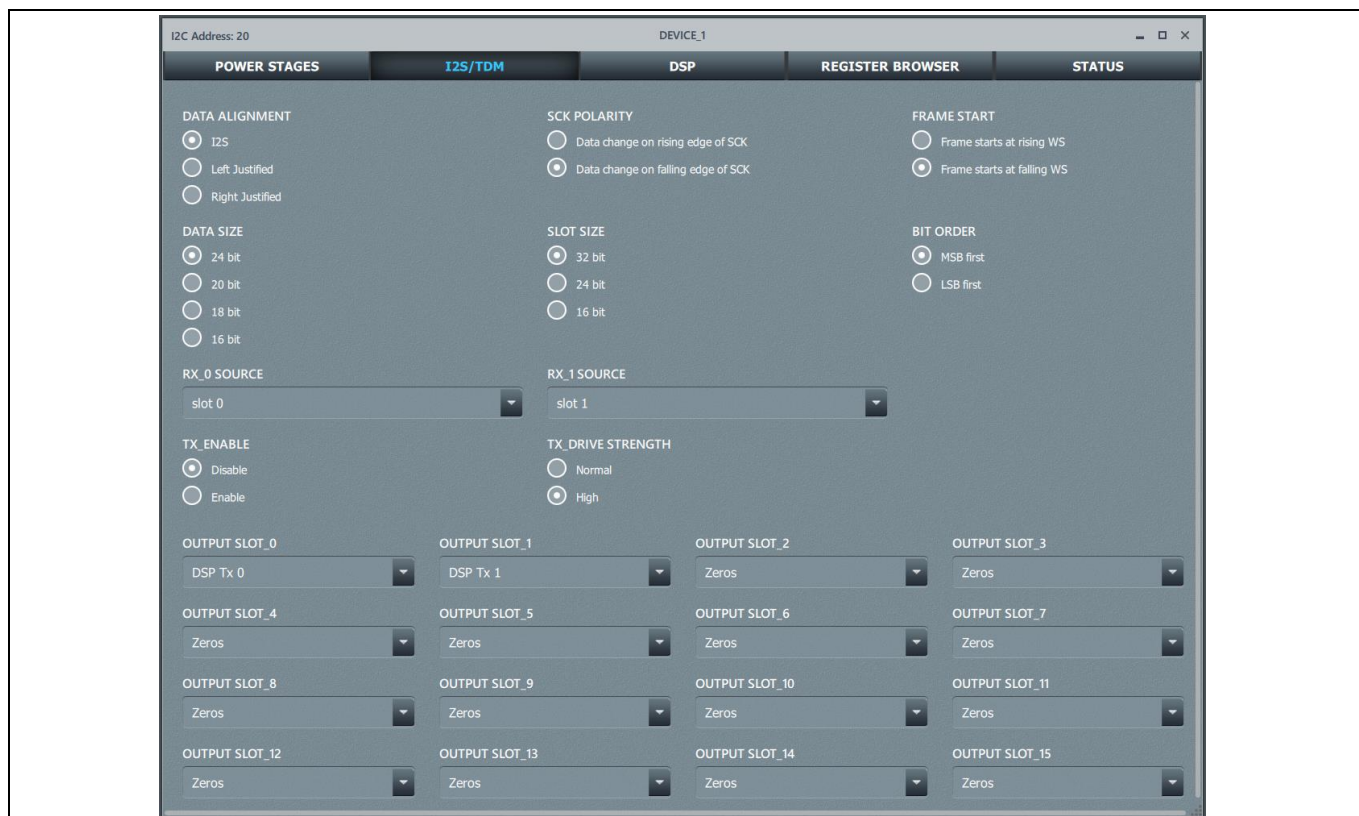 I2C Address: 20 DEVICE_1
POWER STAGES I2S/TDM DSP REGISTER BROWSER STATUS
DATA ALIGNMENT SCK POLARITY FRAME START
I2S Data change on rising edge of SCK Frame starts at rising WS
Left Justified Data change on falling edge of SCK Frame starts at falling WS
Right Justified
DATA SIZE SLOT SIZE BIT ORDER
24 bit 32 bit MSB first
20 bit 24 bit LSB first
18 bit 16 bit
16 bit
RX_0 SOURCE RX_1 SOURCE
slot 0 slot 1
TX_ENABLE TX_DRIVE STRENGTH
Disable Normal
Enable High
OUTPUT SLOT_0 OUTPUT SLOT_1 OUTPUT SLOT_2 OUTPUT SLOT_3
DSP Tx 0 DSP Tx 1 Zeros Zeros
OUTPUT SLOT_4 OUTPUT SLOT_5 OUTPUT SLOT_6 OUTPUT SLOT_7
Zeros Zeros Zeros Zeros
OUTPUT SLOT_8 OUTPUT SLOT_9 OUTPUT SLOT_10 OUTPUT SLOT_11
Zeros Zeros Zeros Zeros
OUTPUT SLOT_12 OUTPUT SLOT_13 OUTPUT SLOT_14 OUTPUT SLOT_15
Zeros Zeros Zeros Zeros